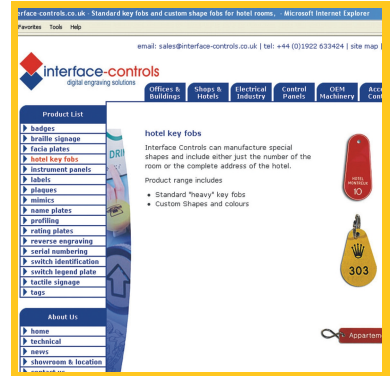 erface-controls.co.uk - Standard key fobs and custom shape fobs for hotel rooms, - Microsoft Internet Explorer
Favorites Tools Help
email: sales@interface-controls.co.uk | tel: +44 (0)1922 633424 | site map |
interface-controls
digital engraving solutions
Offices & Buildings
Shops & Hotels
Electrical Industry
Control Panels
OEM Machinery
Product List
badges
braille signage
facia plates
hotel key fobs
instrument panels
labels
plaques
mimics
name plates
profiling
rating plates
reverse engraving
serial numbering
switch identification
switch legend plate
tactile signage
tags
About Us
home
technical
news
showroom & location
contact us
DRI
hotel key fobs
Interface Controls can manufacture special
shapes and include either just the number of the
room or the complete address of the hotel.
Product range includes
• Standard "heavy" key fobs
• Custom Shapes and colours
HOTEL
MONTREUX
10
303
Apparteme